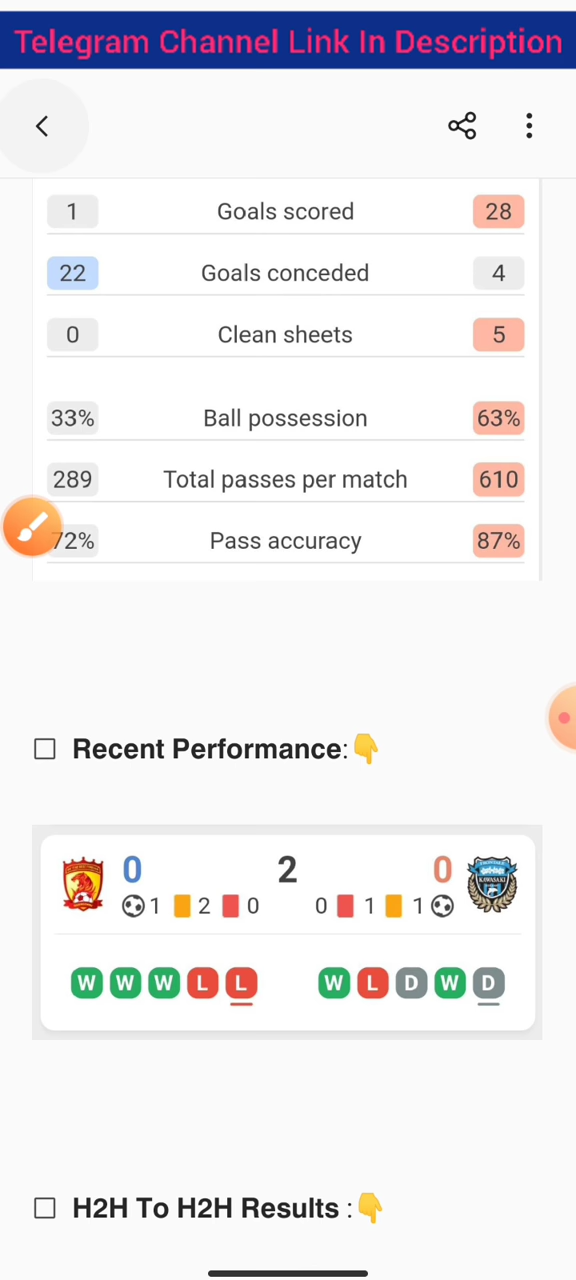 Telegram Channel Link In Description
1 Goals scored 28
22 Goals conceded 4
0 Clean sheets 5
33% Ball possession 63%
289 Total passes per match 610
72% Pass accuracy 87%
Recent Performance:👇
0 2 0
1 2 0 0 1 1
KAWASAKI
W W W L L W L D W D
H2H To H2H Results :👇